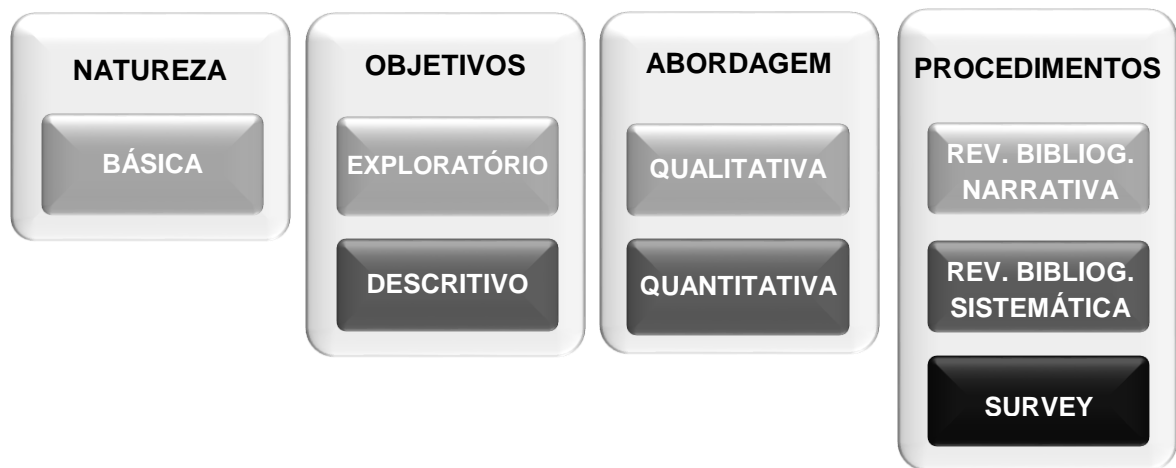 NATUREZA
BÁSICA
OBJETIVOS
EXPLORATÓRIO
DESCRITIVO
ABORDAGEM
QUALITATIVA
QUANTITATIVA
PROCEDIMENTOS
REV. BIBLIOG.
NARRATIVA
REV. BIBLIOG.
SISTEMÁTICA
SURVEY